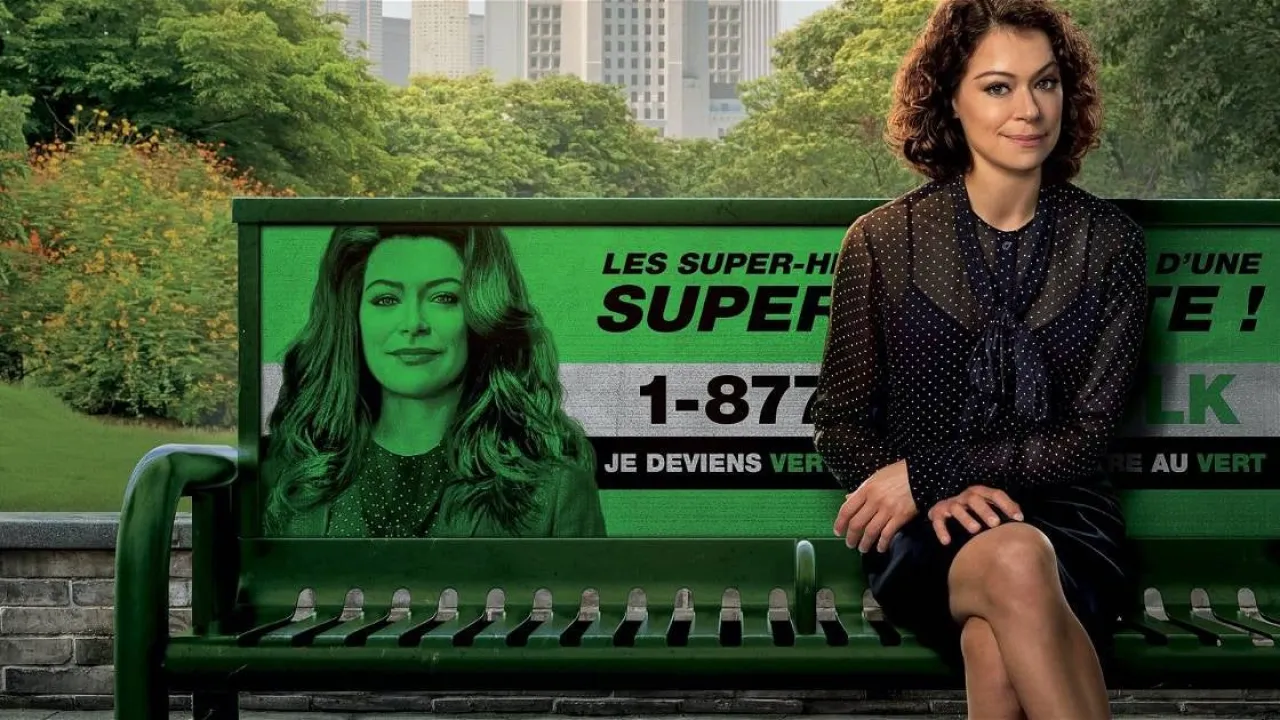 LES SUPER-H D'UNE
SUPER TE !
1-877 LK
JE DEVIENS VERT RE AU VERT